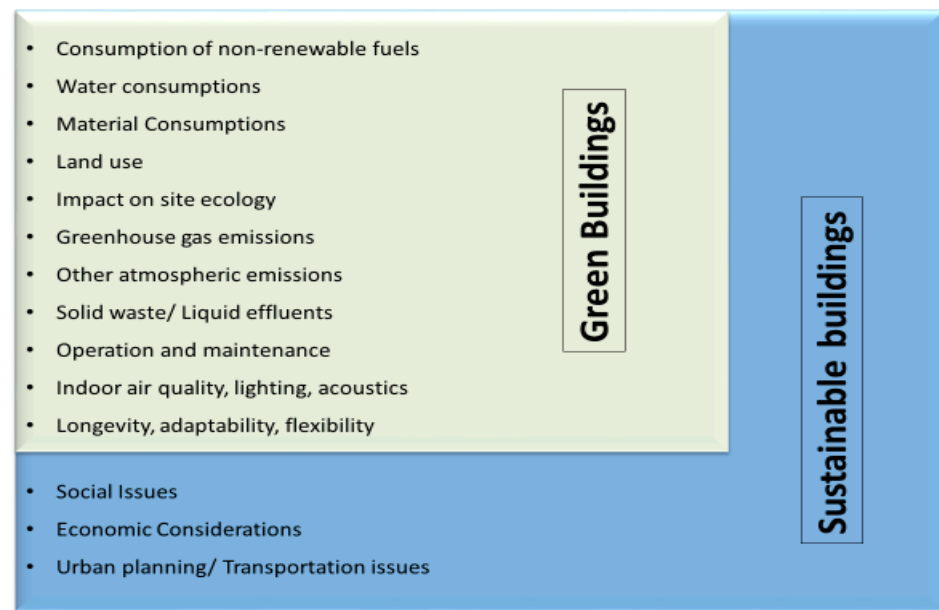 • Consumption of non-renewable fuels
• Water consumptions
• Material Consumptions
• Land use
• Impact on site ecology
• Greenhouse gas emissions
• Other atmospheric emissions
• Solid waste/ Liquid effluents
• Operation and maintenance
• Indoor air quality, lighting, acoustics
• Longevity, adaptability, flexibility
Green Buildings
• Social Issues
• Economic Considerations
• Urban planning/ Transportation issues
Sustainable buildings